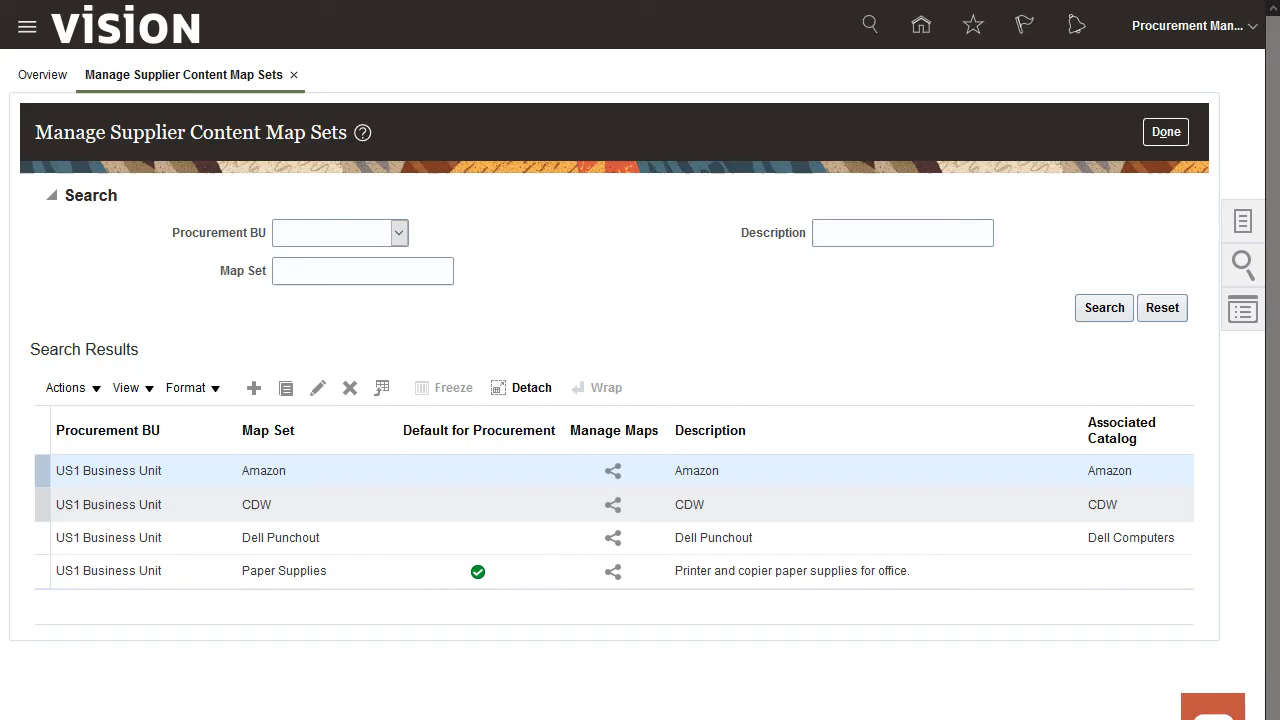 vision
Procurement Man...
Overview
Manage Supplier Content Map Sets ×
Manage Supplier Content Map Sets ?
Done
Search
Procurement BU
Description
Map Set
Search Reset
Search Results
Actions View Format Freeze Detach Wrap
Procurement BU Map Set Default for Procurement Manage Maps Description Associated Catalog
US1 Business Unit Amazon Amazon Amazon
US1 Business Unit CDW CDW CDW
US1 Business Unit Dell Punchout Dell Punchout Dell Computers
US1 Business Unit Paper Supplies Printer and copier paper supplies for office.